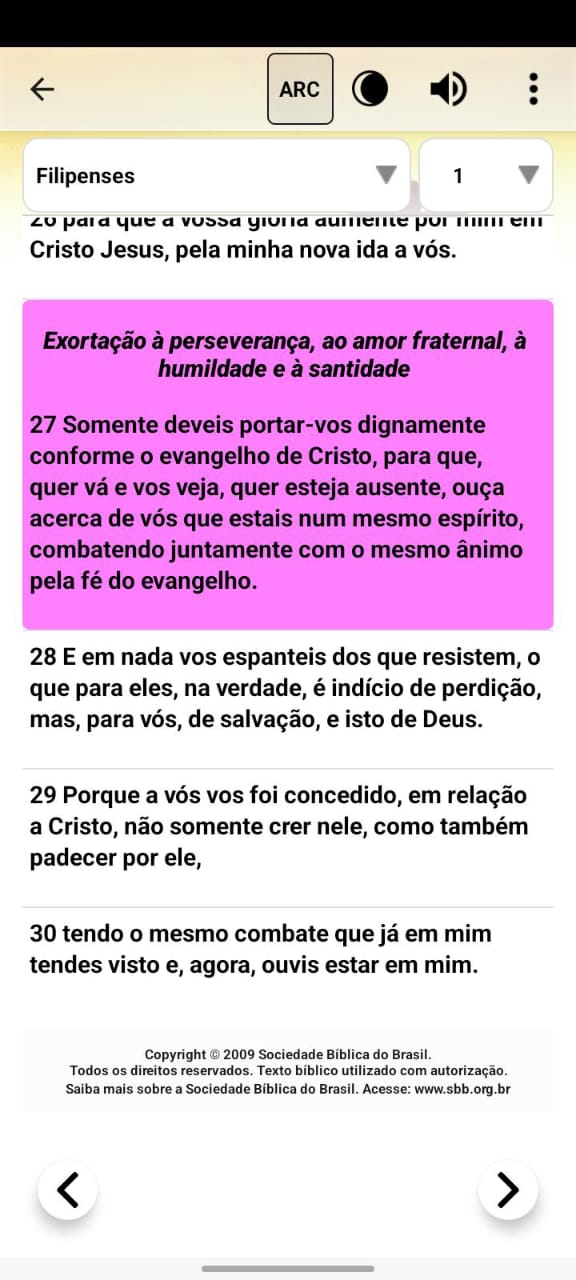 ARC
Filipenses
1
26 para que a vossa glória aumente por mim em
Cristo Jesus, pela minha nova ida a vós.
Exortação à perseverança, ao amor fraternal, à
humildade e à santidade
27 Somente deveis portar-vos dignamente
conforme o evangelho de Cristo, para que,
quer vá e vos veja, quer esteja ausente, ouça
acerca de vós que estais num mesmo espírito,
combatendo juntamente com o mesmo ânimo
pela fé do evangelho.
28 E em nada vos espanteis dos que resistem, o
que para eles, na verdade, é indício de perdição,
mas, para vós, de salvação, e isto de Deus.
29 Porque a vós vos foi concedido, em relação
a Cristo, não somente crer nele, como também
padecer por ele,
30 tendo o mesmo combate que já em mim
tendes visto e, agora, ouvis estar em mim.
Copyright © 2009 Sociedade Bíblica do Brasil.
Todos os direitos reservados. Texto bíblico utilizado com autorização.
Saiba mais sobre a Sociedade Bíblica do Brasil. Acesse: www.sbb.org.br